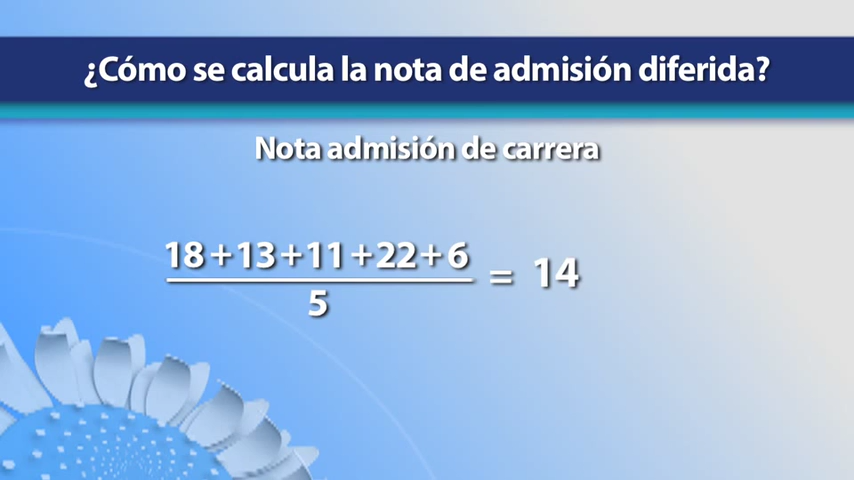 ¿Cómo se calcula la nota de admisión diferida?
Nota admisión de carrera
18+13+11+22+6
5
= 14